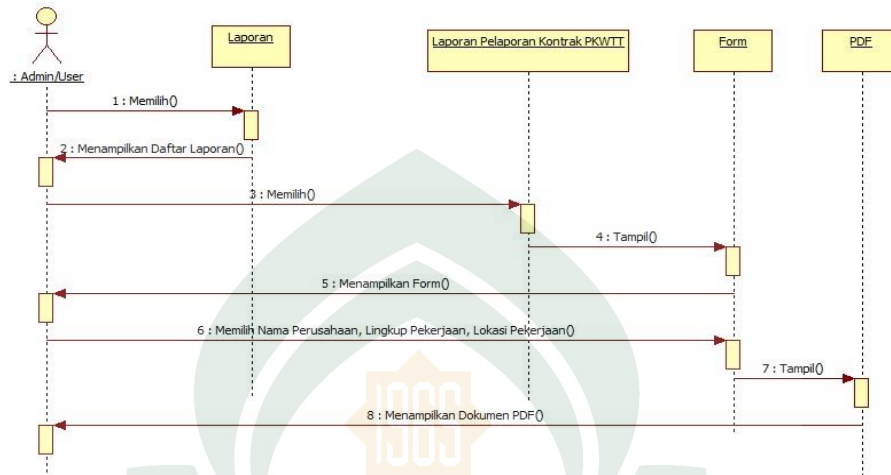 Laporan
Laporan Pelaporan Kontrak PKWTT
Form
PDF
: Admin/User
1 : Memilih()
2 : Menampilkan Daftar Laporan()
3 : Memilih()
4 : Tampil()
5 : Menampilkan Form()
6 : Memilih Nama Perusahaan, Lingkup Pekerjaan, Lokasi Pekerjaan()
7 : Tampil()
8 : Menampilkan Dokumen PDF()
1969